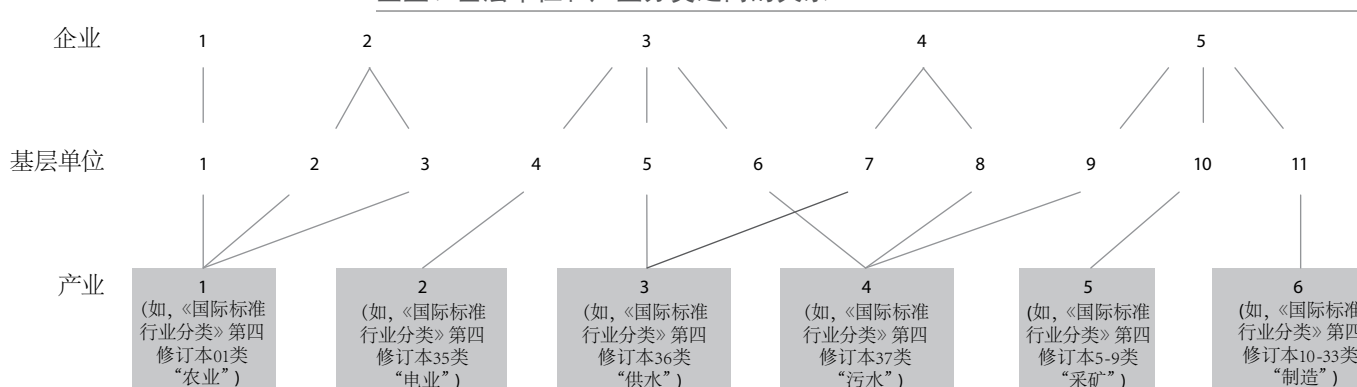 企业 1 2 3 4 5
基层单位 1 2 3 4 5 6 7 8 9 10 11
产业 1 2 3 4 5 6
(如，《国际标准 (如，《国际标准 (如，《国际标准 (如，《国际标准 (如，《国际标准 (如，《国际标准
行业分类》第四 行业分类》第四 行业分类》第四 行业分类》第四 行业分类》第四 行业分类》第四
修订本01类 修订本35类 修订本36类 修订本37类 修订本5-9类 修订本10-33类
“农业”) “电业”) “供水”) “污水”) “采矿”) “制造”)